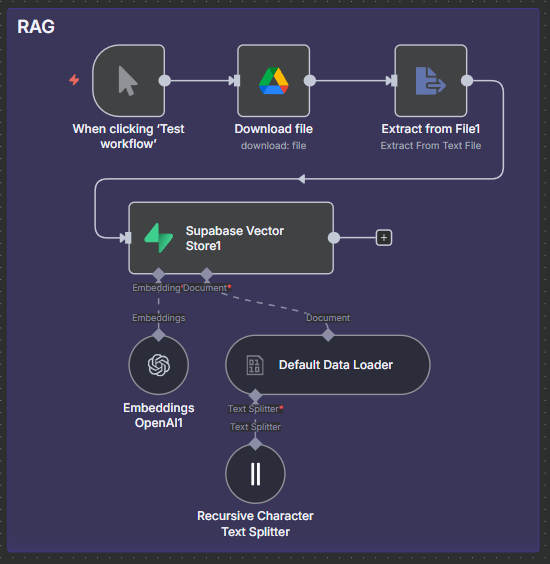 RAG
When clicking ‘Test
workflow’
Download file
download: file
Extract from File1
Extract From Text File
Supabase Vector
Store1
Embedding*
Document*
Embeddings
Document
Default Data Loader
Embeddings
OpenAI1
Text Splitter*
Text Splitter
Recursive Character
Text Splitter